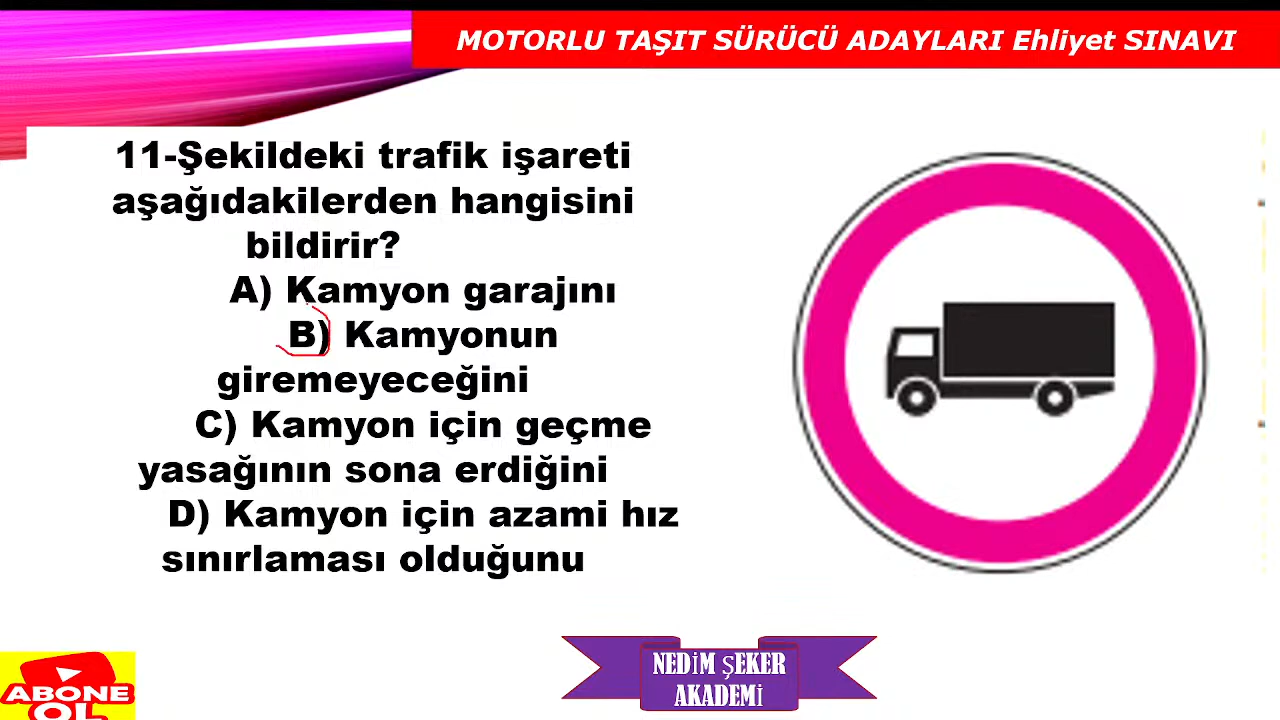 MOTORLU TAŞIT SÜRÜCÜ ADAYLARI Ehliyet SINAVI
11-Şekildeki trafik işareti
aşağıdakilerden hangisini
bildirir?
A) Kamyon garajını
B) Kamyonun
giremeyeceğini
C) Kamyon için geçme
yasağının sona erdiğini
D) Kamyon için azami hız
sınırlaması olduğunu
NEDİM ŞEKER
AKADEMİ
ABONE
OL